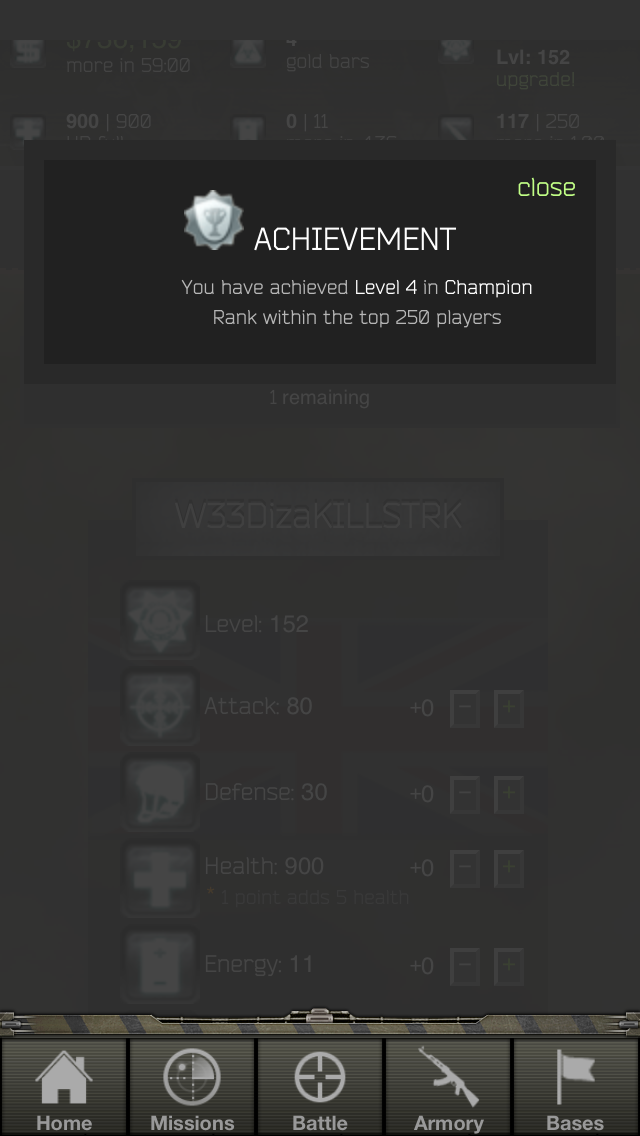 $750,159
more in 59:00
4
gold bars
Lvl: 152
upgrade!
900 | 900
0 | 11
117 | 250
close
ACHIEVEMENT
You have achieved Level 4 in Champion
Rank within the top 250 players
1 remaining
W33DizaKILLSTRK
Level: 152
Attack: 80 +0 − +
Defense: 30 +0 − +
Health: 900 +0 − +
* 1 point adds 5 health
Energy: 11 +0 − +
Home
Missions
Battle
Armory
Bases